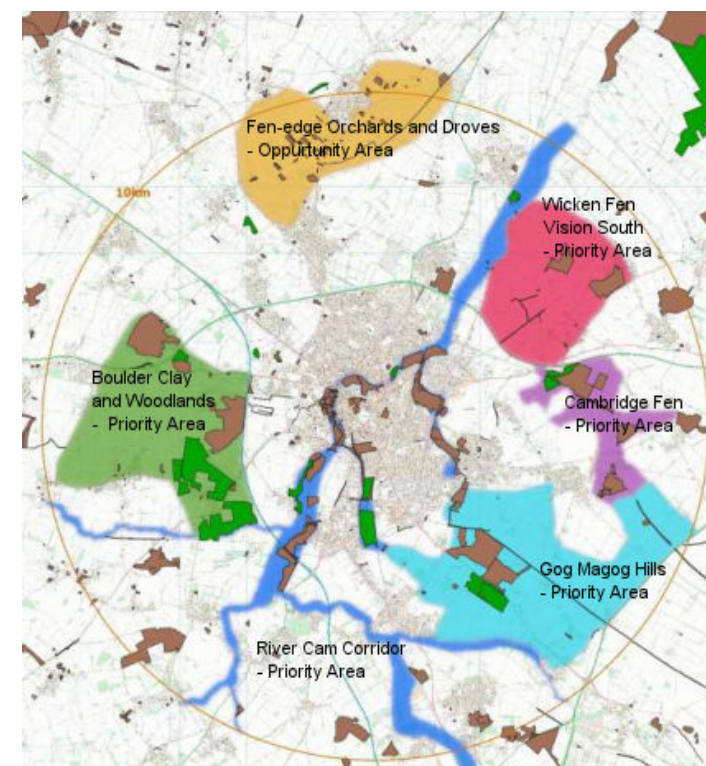 Fen-edge Orchards and Droves
- Oppurtunity Area
10km
Wicken Fen
Vision South
- Priority Area
Boulder Clay
and Woodlands
- Priority Area
Cambridge Fen
- Priority Area
Gog Magog Hills
- Priority Area
River Cam Corridor
- Priority Area